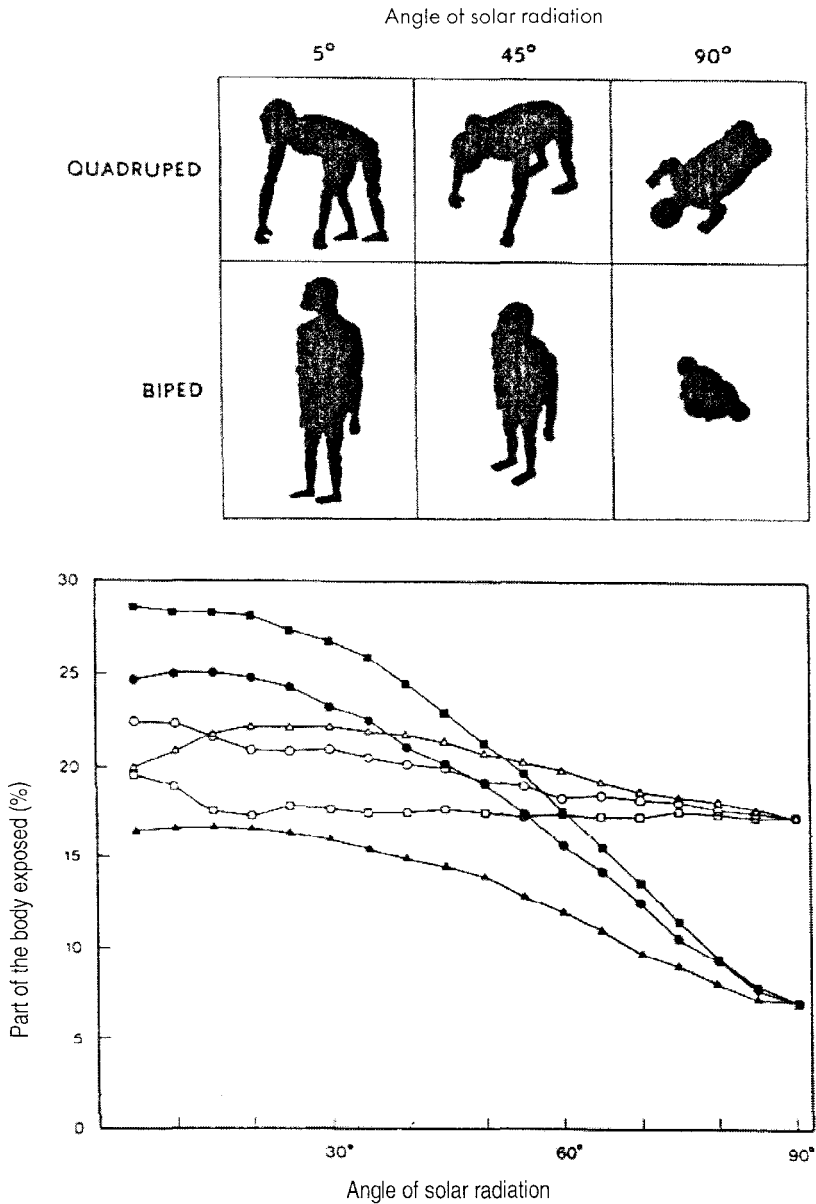 Angle of solar radiation
5° 45° 90°
QUADRUPED
BIPED
30
25
20
15
10
5
0
Part of the body exposed (%)
30° 60° 90°
Angle of solar radiation